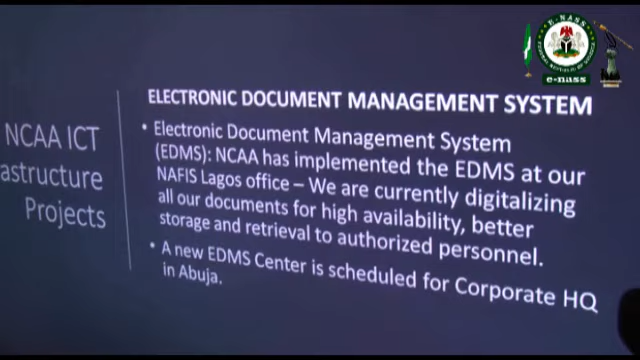 E-NASS
e-nass
ELECTRONIC DOCUMENT MANAGEMENT SYSTEM
NCAA ICT
astructure
Projects
• Electronic Document Management System
(EDMS): NCAA has implemented the EDMS at our
NAFIS Lagos office – We are currently digitalizing
all our documents for high availability, better
storage and retrieval to authorized personnel.
• A new EDMS Center is scheduled for Corporate HQ
in Abuja.